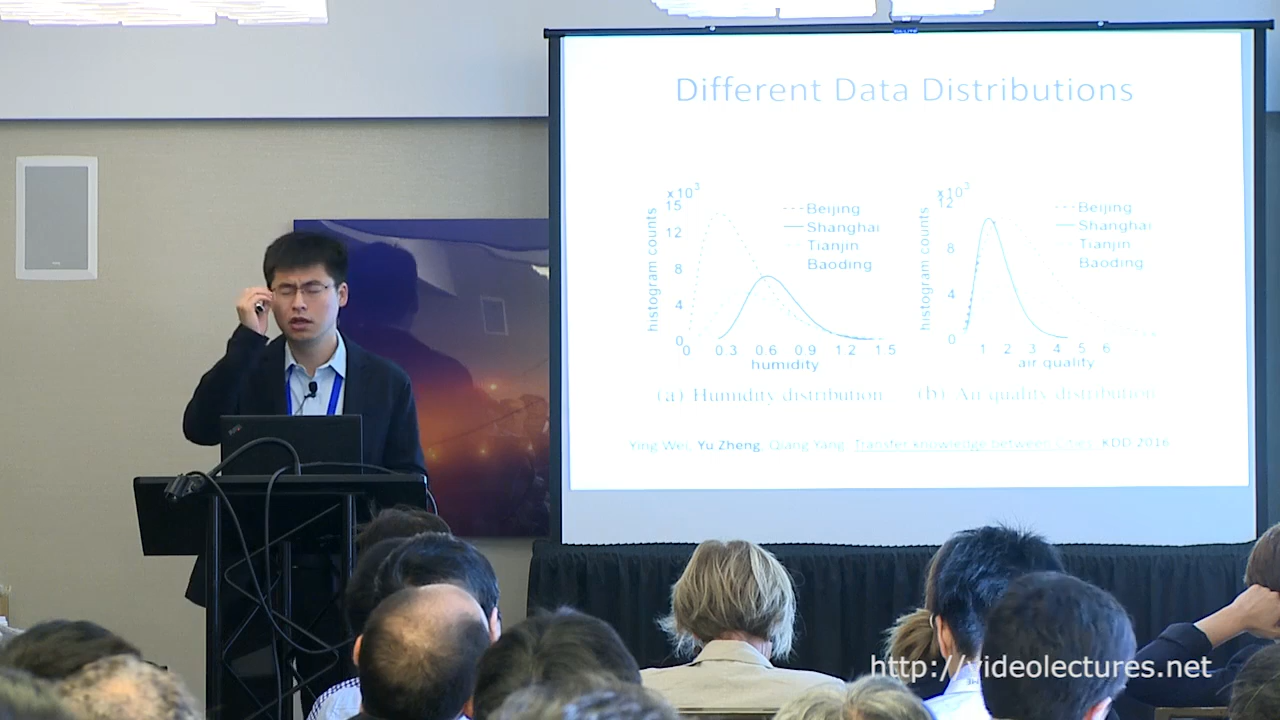 Different Data Distributions
×10³
15
12
8
4
0
0 0.3 0.6 0.9 1.2 1.5
histogram counts
humidity
Beijing
Shanghai
Tianjin
Baoding
(a) Humidity distribution
×10³
12
8
4
0
1 2 3 4 5 6
histogram counts
air quality
Beijing
Shanghai
Tianjin
Baoding
(b) Air quality distribution
Ying Wei, Yu Zheng, Qiang Yang. Transfer knowledge between Cities. KDD 2016
http://videolectures.net